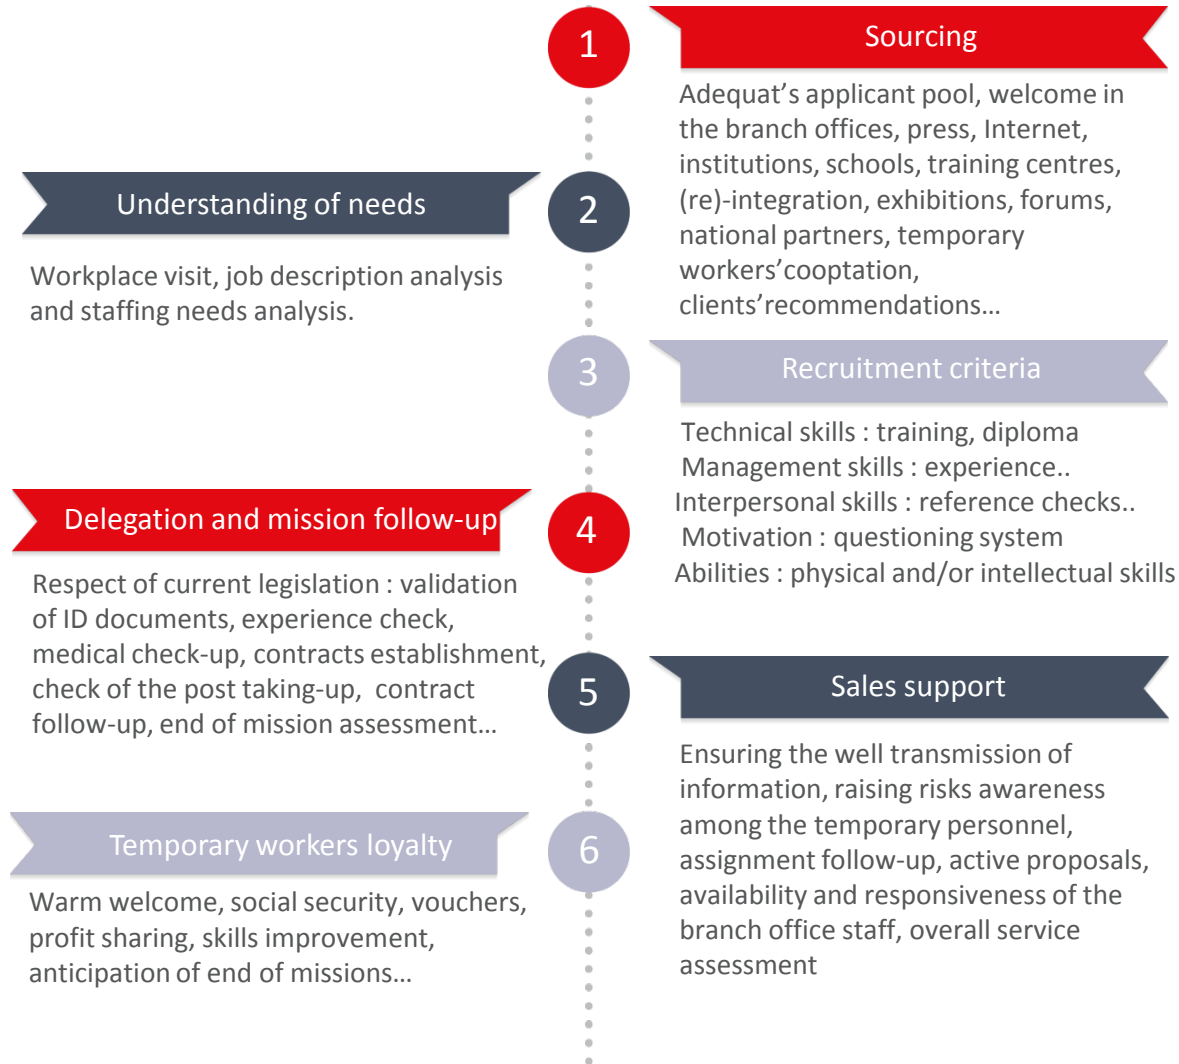 1
Sourcing
Adequat's applicant pool, welcome in
the branch offices, press, Internet,
institutions, schools, training centres,
(re)-integration, exhibitions, forums,
national partners, temporary
workers'cooptation,
clients'recommendations…
2
Understanding of needs
Workplace visit, job description analysis
and staffing needs analysis.
3
Recruitment criteria
Technical skills : training, diploma
Management skills : experience..
Interpersonal skills : reference checks..
Motivation : questioning system
Abilities : physical and/or intellectual skills
4
Delegation and mission follow-up
Respect of current legislation : validation
of ID documents, experience check,
medical check-up, contracts establishment,
check of the post taking-up, contract
follow-up, end of mission assessment…
5
Sales support
Ensuring the well transmission of
information, raising risks awareness
among the temporary personnel,
assignment follow-up, active proposals,
availability and responsiveness of the
branch office staff, overall service
assessment
6
Temporary workers loyalty
Warm welcome, social security, vouchers,
profit sharing, skills improvement,
anticipation of end of missions…